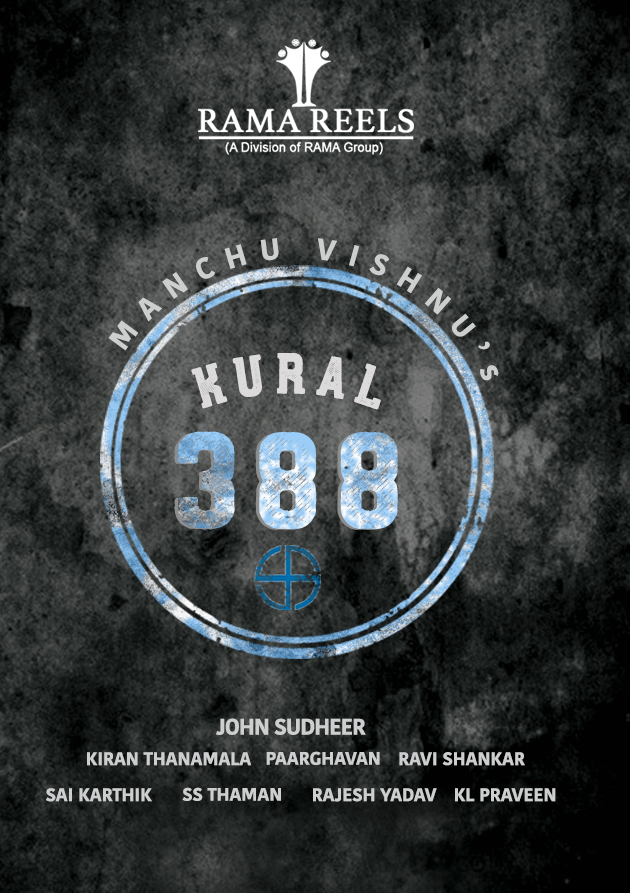 RAMA REELS
(A Division of RAMA Group)
MANCHU VISHNU'S
KURAL
388
JOHN SUDHEER
KIRAN THANAMALA PAARGHAVAN RAVI SHANKAR
SAI KARTHIK SS THAMAN RAJESH YADAV KL PRAVEEN